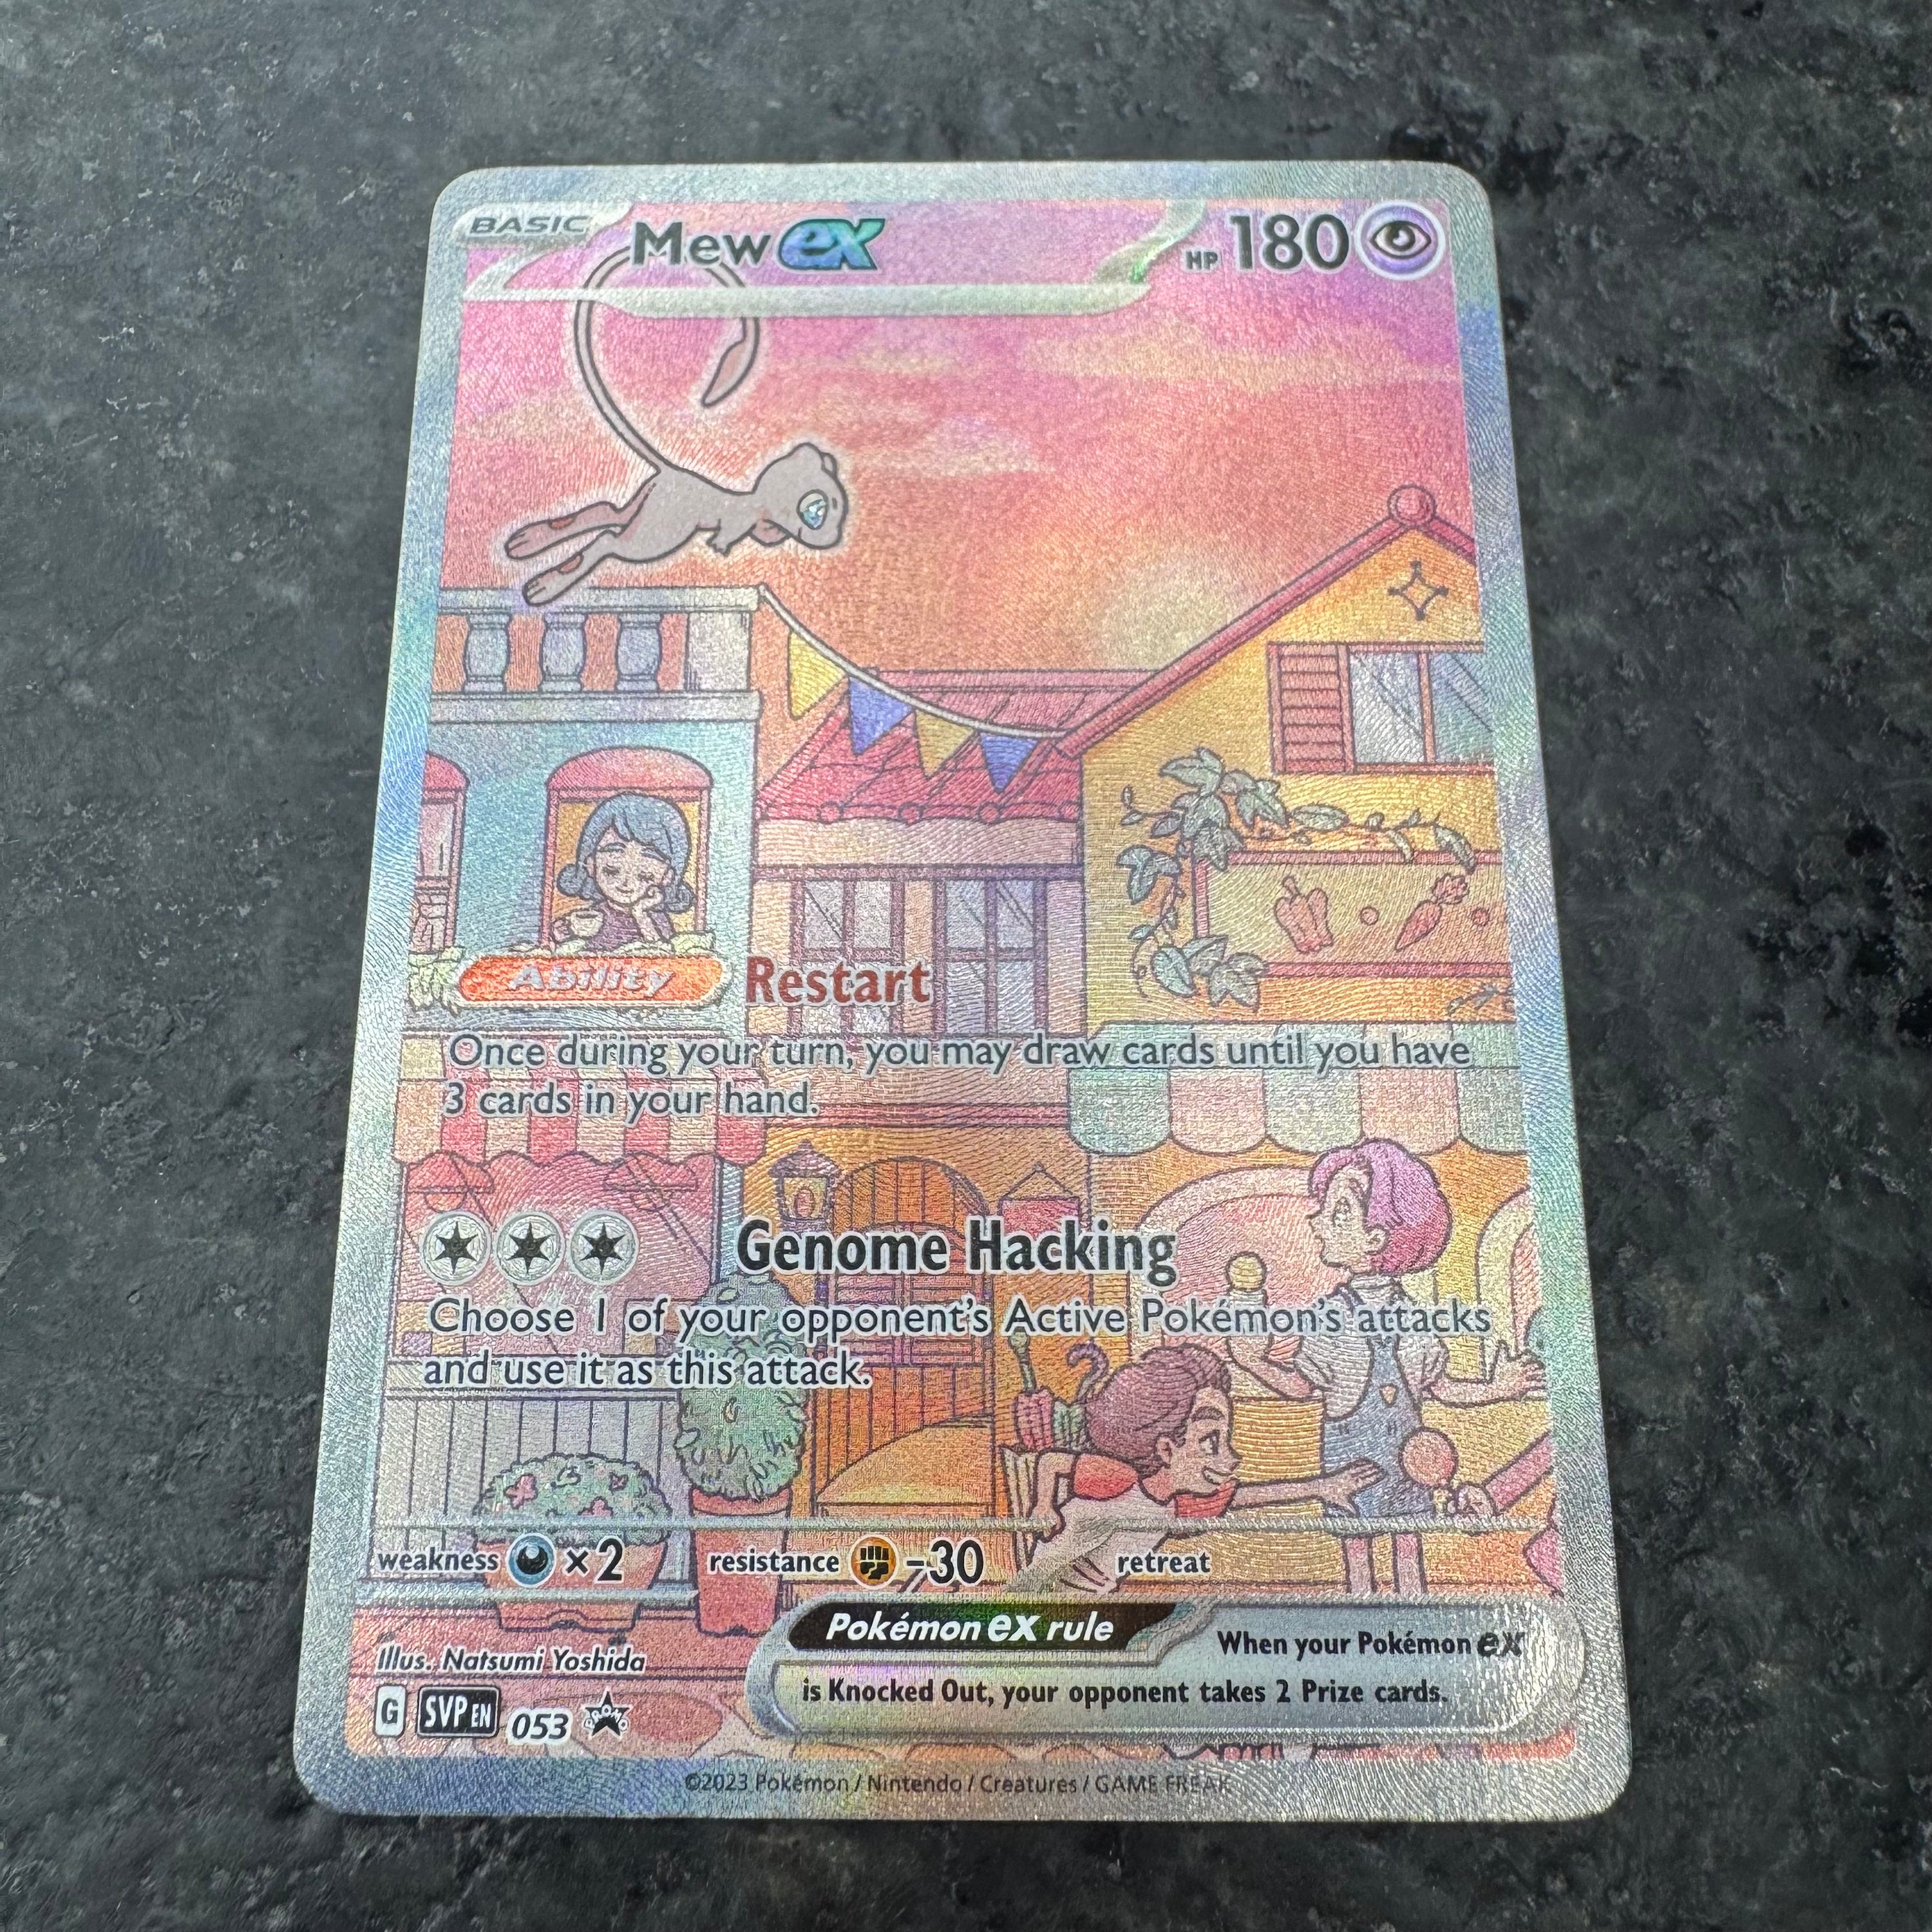 BASIC Mew ex HP 180
Ability Restart
Once during your turn, you may draw cards until you have
3 cards in your hand.
Genome Hacking
Choose 1 of your opponent's Active Pokémon's attacks
and use it as this attack.
weakness ×2 resistance -30 retreat
Pokémon ex rule When your Pokémon ex
is Knocked Out, your opponent takes 2 Prize cards.
Illus. Natsumi Yoshida
G SVP EN 053 PROMO
©2023 Pokémon / Nintendo / Creatures / GAME FREAK